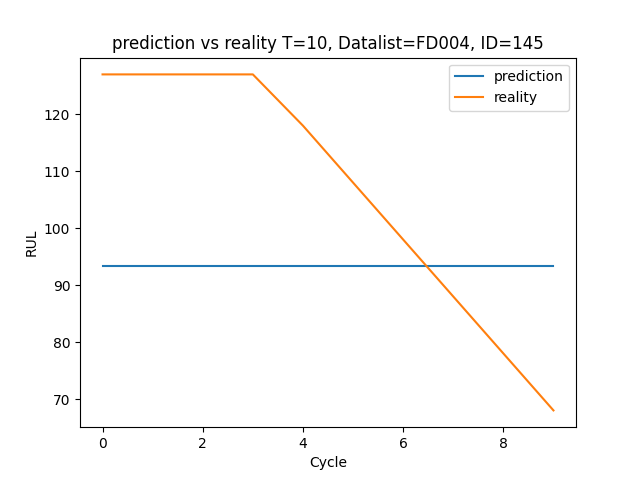 prediction vs reality T=10, Datalist=FD004, ID=145
prediction
reality
120
110
100
90
80
70
RUL
0 2 4 6 8
Cycle